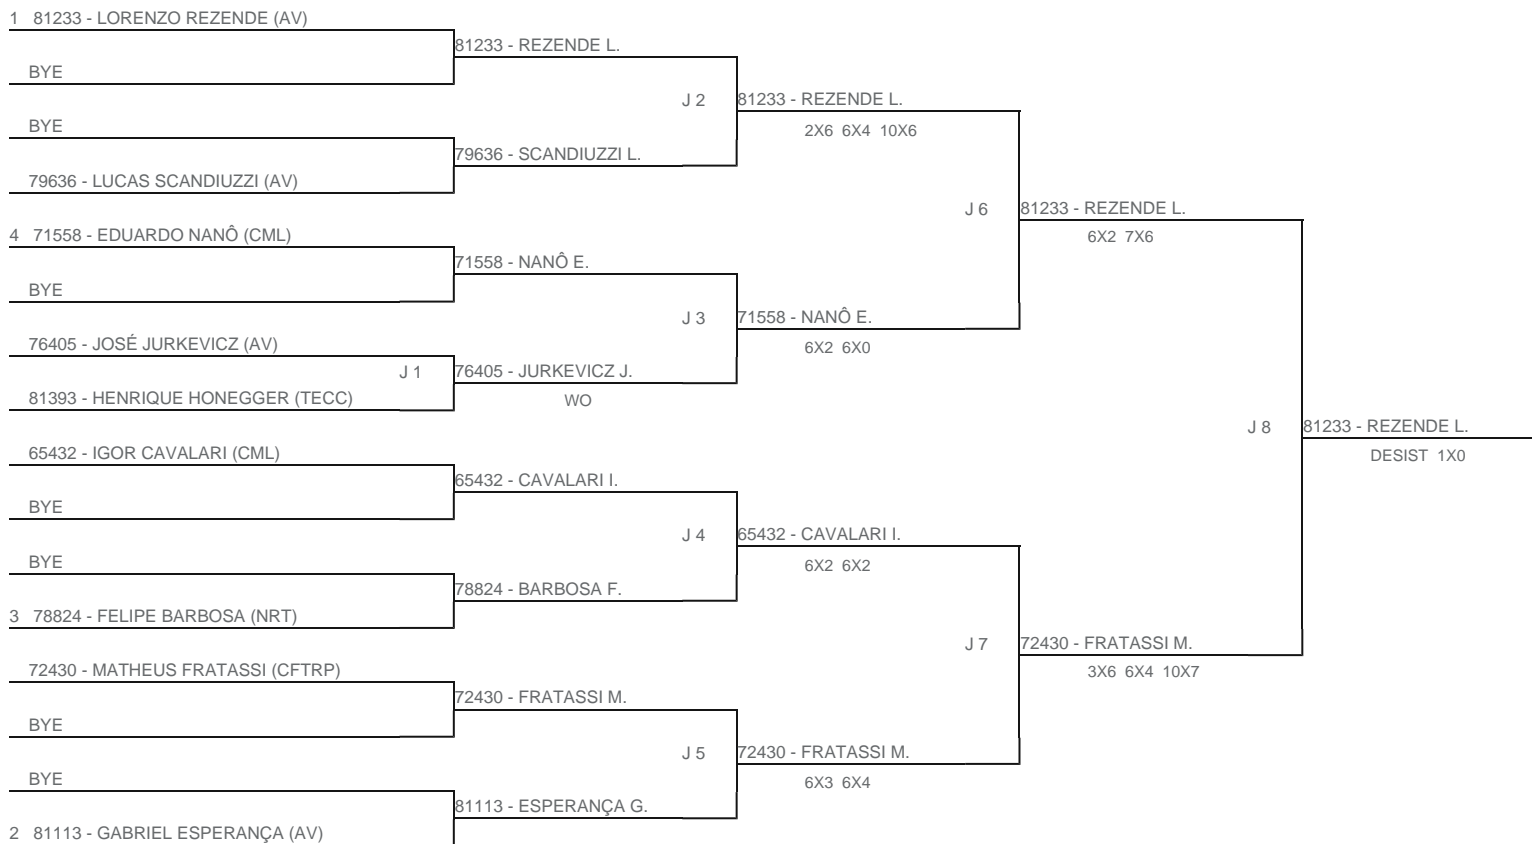 1 81233 - LORENZO REZENDE (AV)
81233 - REZENDE L.
BYE
J 2
81233 - REZENDE L.
BYE
2X6 6X4 10X6
79636 - SCANDIUZZI L.
79636 - LUCAS SCANDIUZZI (AV)
J 6
81233 - REZENDE L.
4 71558 - EDUARDO NANÔ (CML)
6X2 7X6
71558 - NANÔ E.
BYE
J 3
71558 - NANÔ E.
76405 - JOSÉ JURKEVICZ (AV)
6X2 6X0
J 1
76405 - JURKEVICZ J.
81393 - HENRIQUE HONEGGER (TECC)
WO
J 8
81233 - REZENDE L.
65432 - IGOR CAVALARI (CML)
DESIST 1X0
65432 - CAVALARI I.
BYE
J 4
65432 - CAVALARI I.
BYE
6X2 6X2
78824 - BARBOSA F.
3 78824 - FELIPE BARBOSA (NRT)
J 7
72430 - FRATASSI M.
72430 - MATHEUS FRATASSI (CFTRP)
3X6 6X4 10X7
72430 - FRATASSI M.
BYE
J 5
72430 - FRATASSI M.
BYE
6X3 6X4
81113 - ESPERANÇA G.
2 81113 - GABRIEL ESPERANÇA (AV)